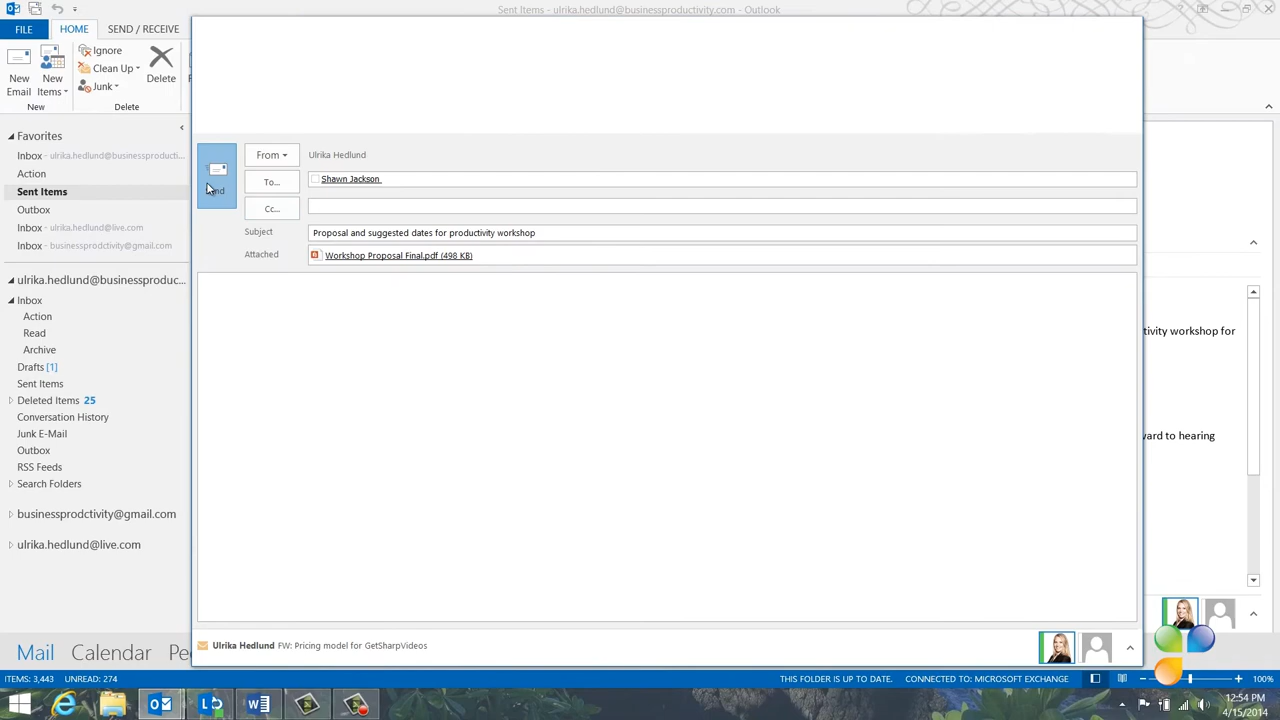 Sent Items - ulrika.hedlund@businessproductivity.com - Outlook
FILE
HOME
SEND / RECEIVE
New
Email
New
Items
Ignore
Clean Up
Junk
Delete
New
Delete
Favorites
Inbox - ulrika.hedlund@businessproducti...
Action
Sent Items
Outbox
Inbox - ulrika.hedlund@live.com
Inbox - businessprodctivity@gmail.com
ulrika.hedlund@businessproduc...
Inbox
Action
Read
Archive
Drafts [1]
Sent Items
Deleted Items 25
Conversation History
Junk E-Mail
Outbox
RSS Feeds
Search Folders
businessprodctivity@gmail.com
ulrika.hedlund@live.com
Mail Calendar Pe
From
Ulrika Hedlund
To...
Shawn Jackson
Cc...
Subject
Proposal and suggested dates for productivity workshop
Attached
Workshop Proposal Final.pdf (498 KB)
tivity workshop for
ard to hearing
Ulrika Hedlund FW: Pricing model for GetSharpVideos
ITEMS: 3,443 UNREAD: 274
THIS FOLDER IS UP TO DATE.
CONNECTED TO: MICROSOFT EXCHANGE
100%
12:54 PM
4/15/2014